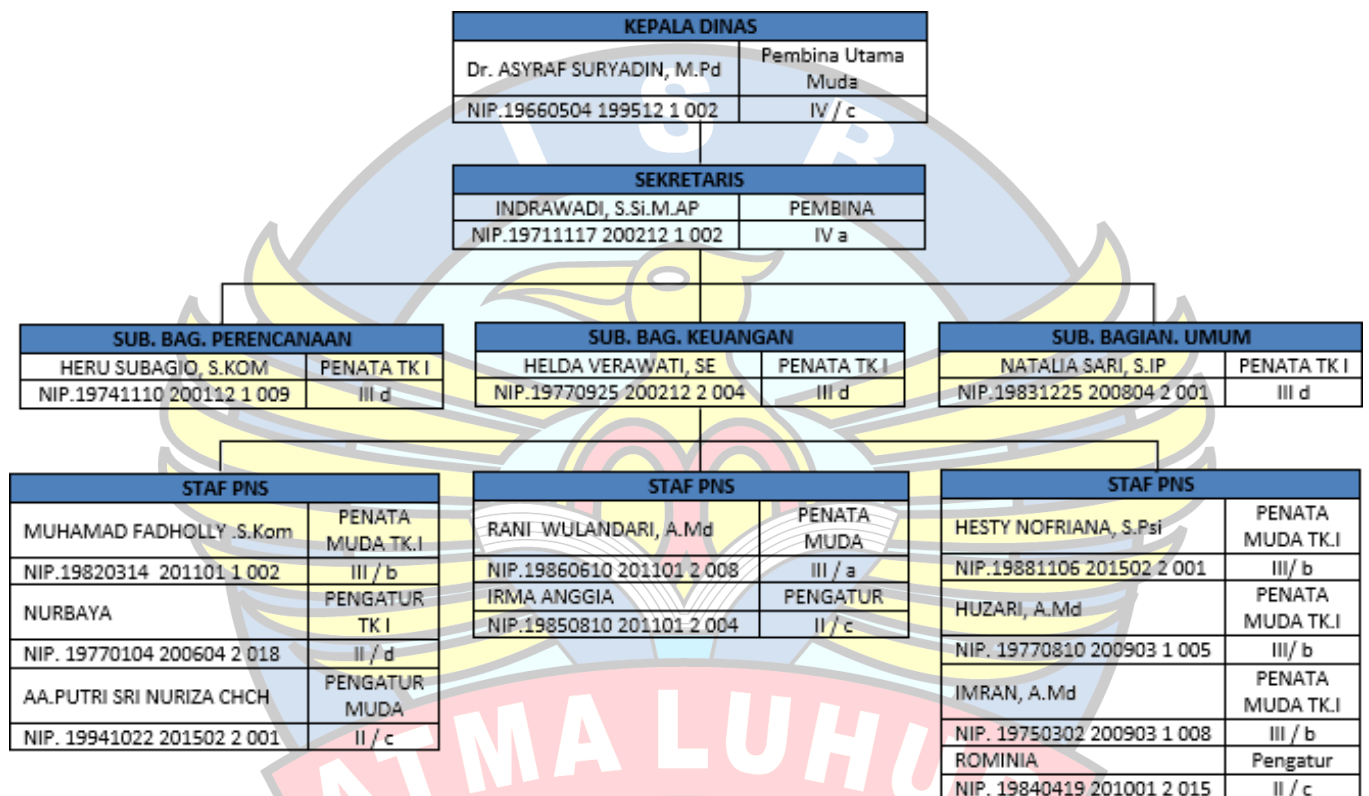 KEPALA DINAS
Dr. ASYRAF SURYADIN, M.Pd
Pembina Utama
Muda
NIP.19660504 199512 1 002
IV / c
SEKRETARIS
INDRAWADI, S.Si.M.AP
PEMBINA
NIP.19711117 200212 1 002
IV a
SUB. BAG. PERENCANAAN
HERU SUBAGIO, S.KOM
PENATA TK I
NIP.19741110 200112 1 009
III d
SUB. BAG. KEUANGAN
HELDA VERAWATI, SE
PENATA TK I
NIP.19770925 200212 2 004
III d
SUB. BAGIAN. UMUM
NATALIA SARI, S.IP
PENATA TK I
NIP.19831225 200804 2 001
III d
STAF PNS
MUHAMAD FADHOLLY .S.Kom
PENATA
MUDA TK.I
NIP.19820314 201101 1 002
III / b
NURBAYA
PENGATUR
TK I
NIP. 19770104 200604 2 018
II / d
AA.PUTRI SRI NURIZA CHCH
PENGATUR
MUDA
NIP. 19941022 201502 2 001
II / c
STAF PNS
RANI WULANDARI, A.Md
PENATA
MUDA
NIP.19860610 201101 2 008
III / a
IRMA ANGGIA
PENGATUR
NIP.19850810 201101 2 004
II / c
STAF PNS
HESTY NOFRIANA, S.Psi
PENATA
MUDA TK.I
NIP.19881106 201502 2 001
III/ b
HUZARI, A.Md
PENATA
MUDA TK.I
NIP. 19770810 200903 1 005
III/ b
IMRAN, A.Md
PENATA
MUDA TK.I
NIP. 19750302 200903 1 008
III / b
ROMINIA
Pengatur
NIP. 19840419 201001 2 015
II / c
I S B
ATMA LUHUR